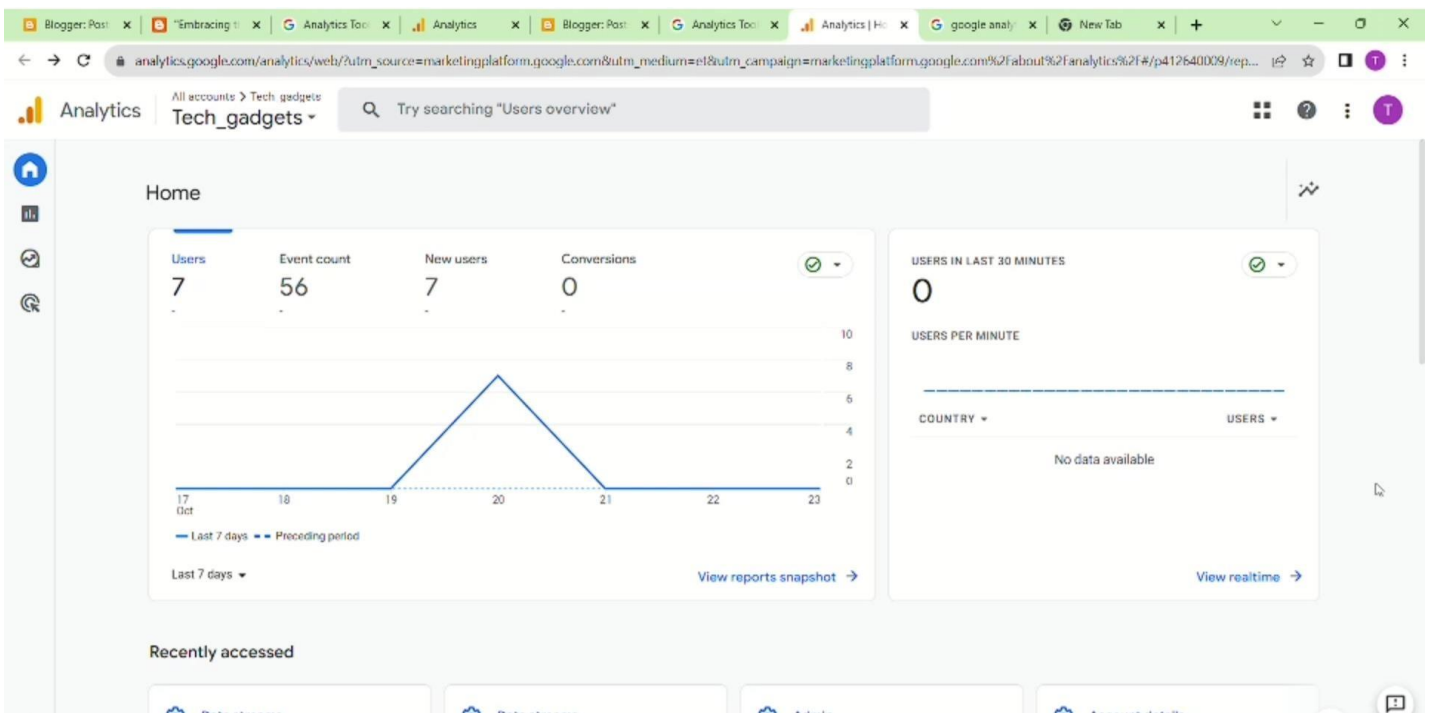 Blogger: Post
"Embracing t
Analytics Too
Analytics
Blogger: Post
Analytics Tool
Analytics | Ho
google analy
New Tab
analytics.google.com/analytics/web/?utm_source=marketingplatform.google.com&utm_medium=et&utm_campaign=marketingplatform.google.com%2Fabout%2Fanalytics%2F#/p412640009/rep...
T
Analytics
All accounts > Tech_gadgets
Tech_gadgets
Try searching "Users overview"
T
Home
Users Event count New users Conversions
7 56 7 0
- - - -
10
8
6
4
2
0
17 18 19 20 21 22 23
Oct
Last 7 days Preceding period
Last 7 days
View reports snapshot
USERS IN LAST 30 MINUTES
0
USERS PER MINUTE
COUNTRY USERS
No data available
View realtime
Recently accessed